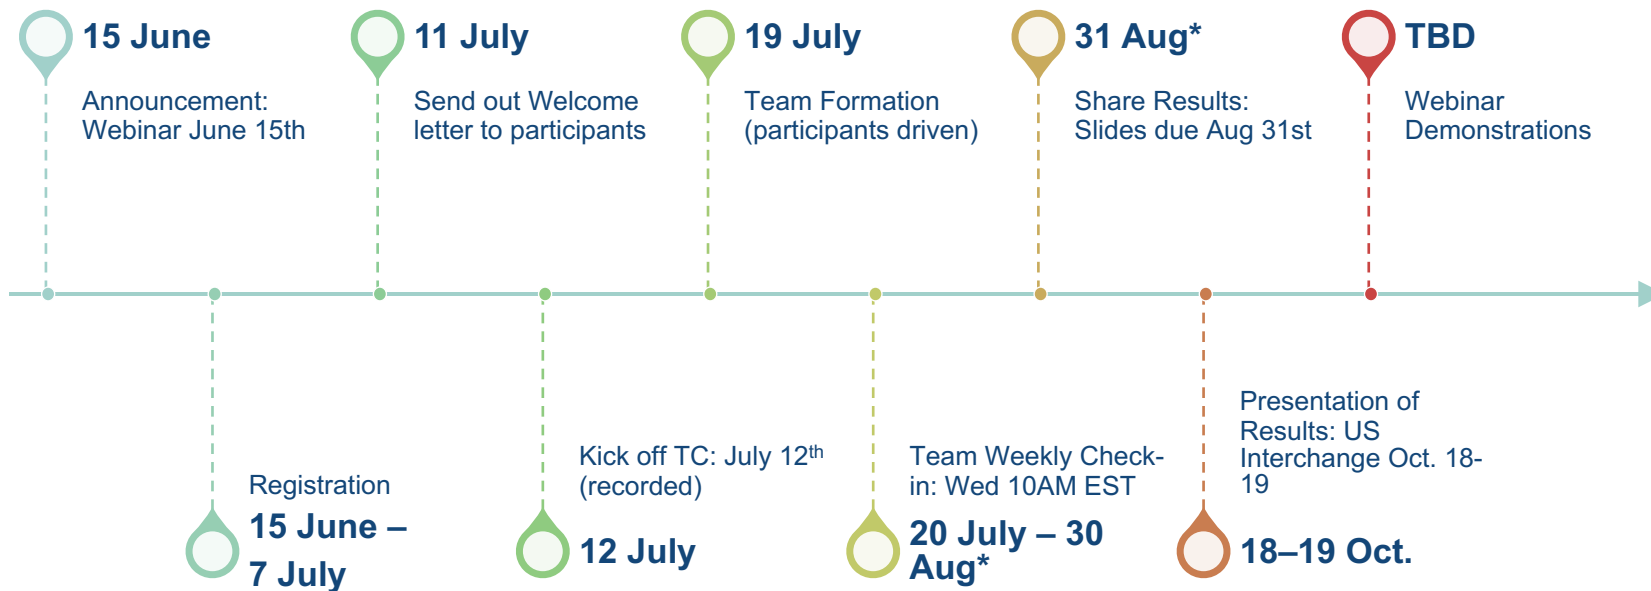 15 June
Announcement:
Webinar June 15th
11 July
Send out Welcome
letter to participants
19 July
Team Formation
(participants driven)
31 Aug*
Share Results:
Slides due Aug 31st
TBD
Webinar
Demonstrations
Registration
15 June –
7 July
Kick off TC: July 12th
(recorded)
12 July
Team Weekly Check-
in: Wed 10AM EST
20 July – 30
Aug*
Presentation of
Results: US
Interchange Oct. 18-
19
18–19 Oct.